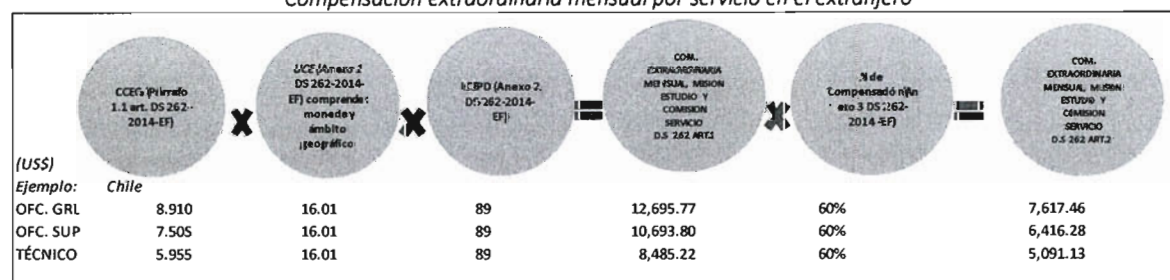 Compensación extraordinaria mensual por servicio en el extranjero
CCEG (Párrafo
1.1 art. DS 262-
2014-EF)
UCE (Anexo 2
DS 262-2014-
EF) comprende:
moneda y
ámbito
geográfico
(Anexo 2,
DS 262-2014-
EF)
COM.
EXTRAORDINARIA
MENSUAL, MISION
ESTUDIO Y
COMISION
SERVICIO
D.S 262 ART.1
% de
Compensación
3 DS 262-
2014-EF)
COM.
EXTRAORDINARIA
MENSUAL, MISION
ESTUDIO Y
COMISION
SERVICIO
D.S 262 ART.2
(US$)
Ejemplo: Chile
OFC. GRL 8.910 16.01 89 12,695.77 60% 7,617.46
OFC. SUP 7.505 16.01 89 10,693.80 60% 6,416.28
TÉCNICO 5.955 16.01 89 8,485.22 60% 5,091.13